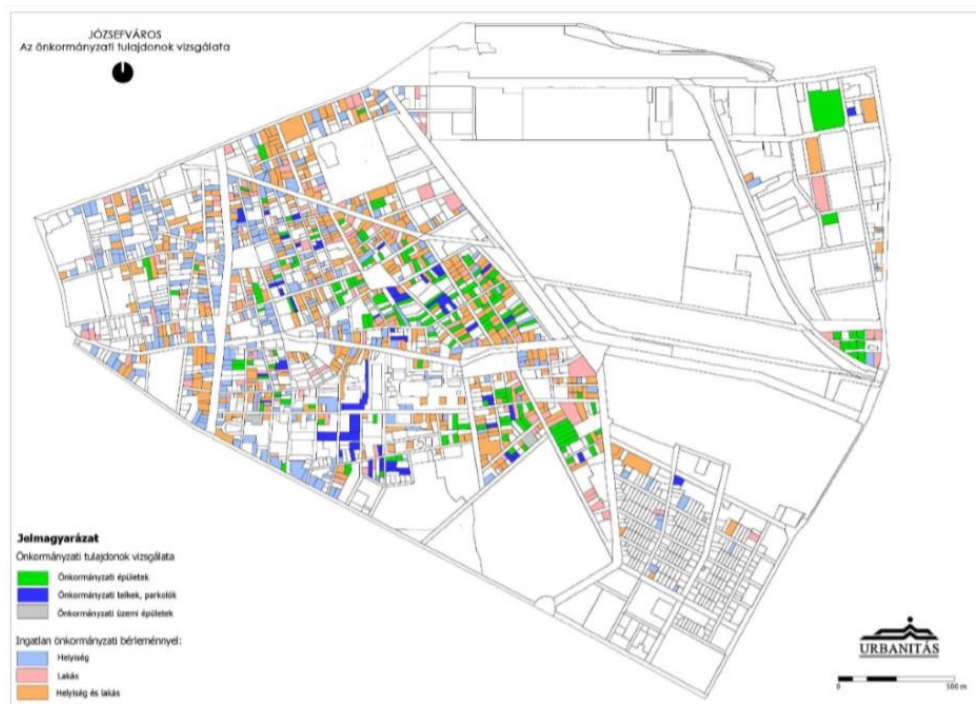 JÓZSEFVÁROS
Az önkormányzati tulajdonok vizsgálata
Jelmagyarázat
Önkormányzati tulajdonok vizsgálata
Önkormányzati épületek
Önkormányzati telkek, parkolók
Önkormányzati üzemi épületek
Ingatlan önkormányzati bérleménnyel:
Helyiség
Lakás
Helyiség és lakás
URBANITÁS
0 500 m